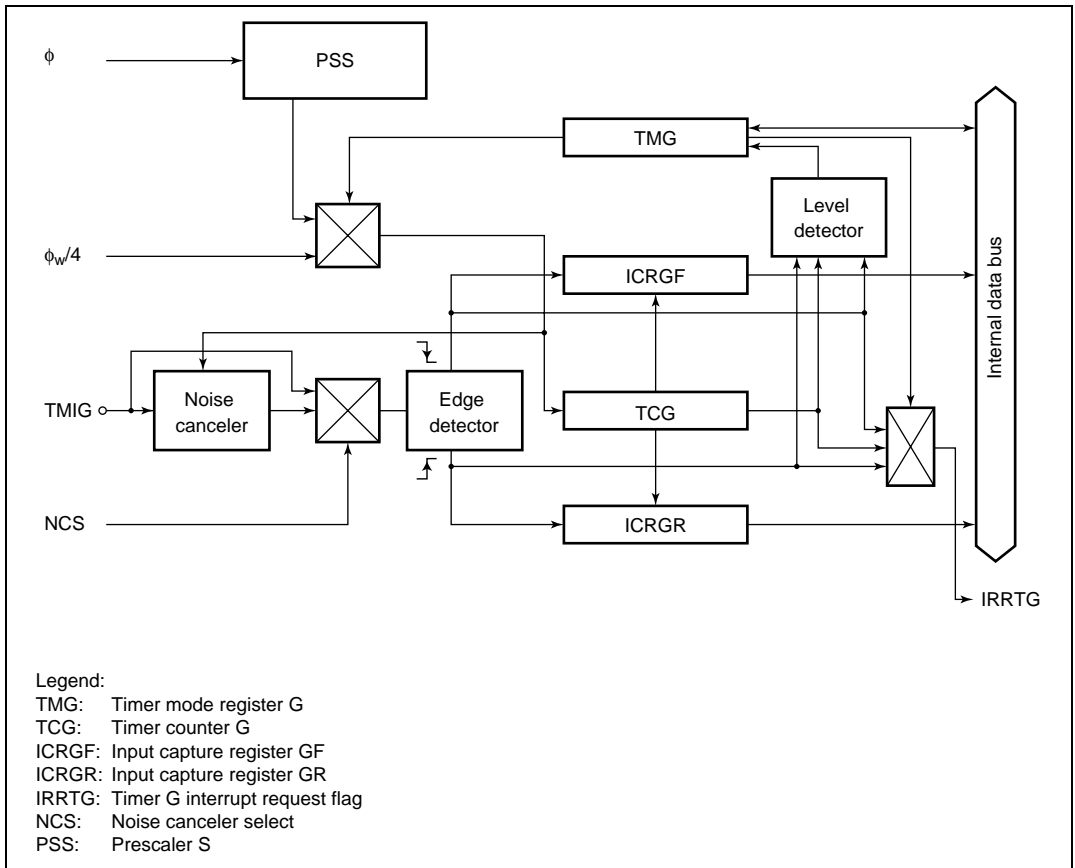 φ
PSS
TMG
Level
detector
φw/4
ICRGF
Internal data bus
TMIG
Noise
canceler
Edge
detector
TCG
NCS
ICRGR
IRRTG
Legend:
TMG: Timer mode register G
TCG: Timer counter G
ICRGF: Input capture register GF
ICRGR: Input capture register GR
IRRTG: Timer G interrupt request flag
NCS: Noise canceler select
PSS: Prescaler S